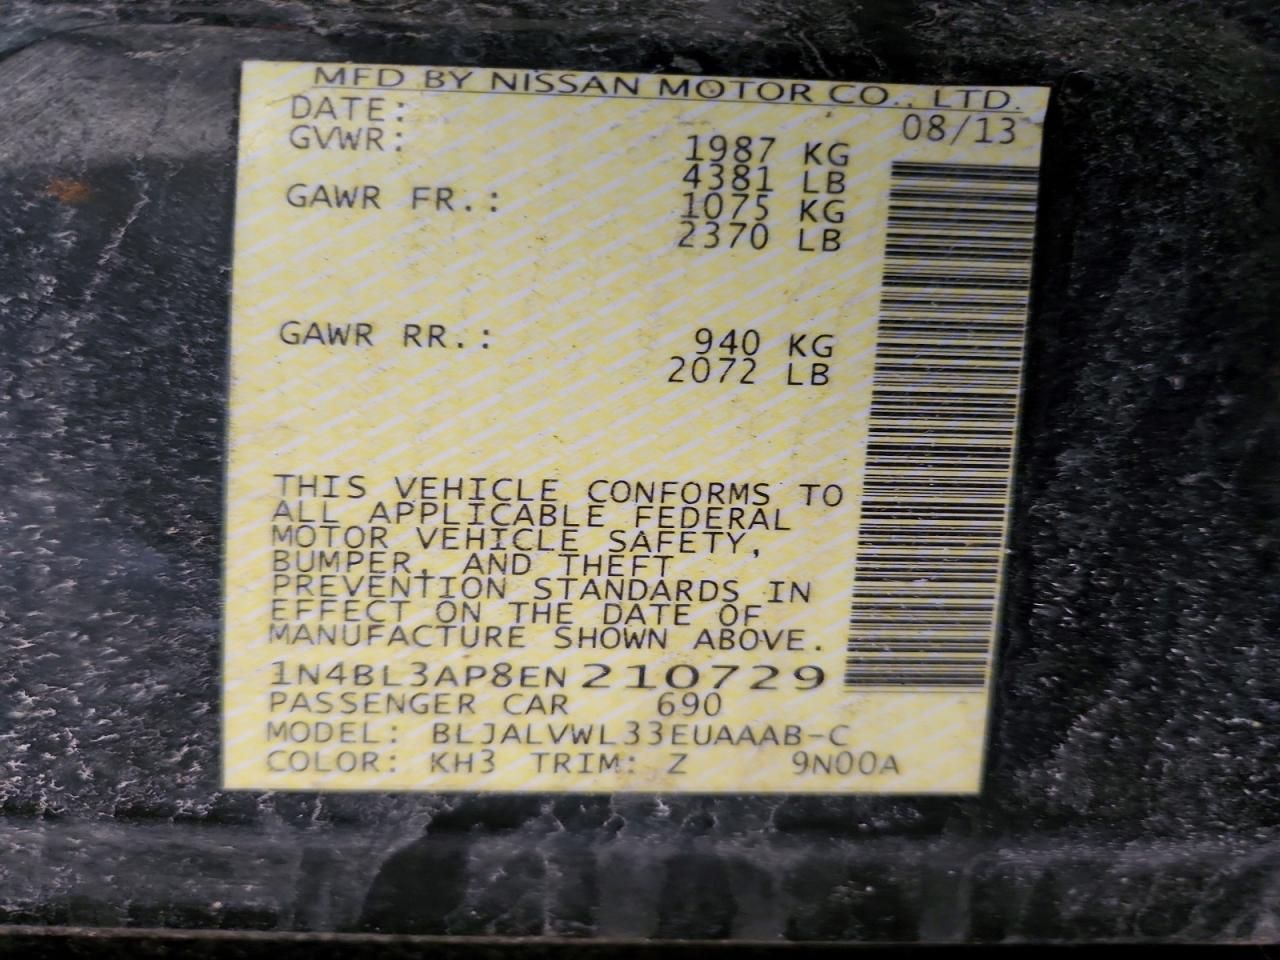 MFD BY NISSAN MOTOR CO., LTD.
DATE: 08/13
GVWR: 1987 KG
4381 LB
GAWR FR.: 1075 KG
2370 LB
GAWR RR.: 940 KG
2072 LB
THIS VEHICLE CONFORMS TO
ALL APPLICABLE FEDERAL
MOTOR VEHICLE SAFETY,
BUMPER, AND THEFT
PREVENTION STANDARDS IN
EFFECT ON THE DATE OF
MANUFACTURE SHOWN ABOVE.
1N4BL3AP8EN210729
PASSENGER CAR 690
MODEL: BLJALVWL33EUAAAB-C
COLOR: KH3 TRIM: Z 9N00A